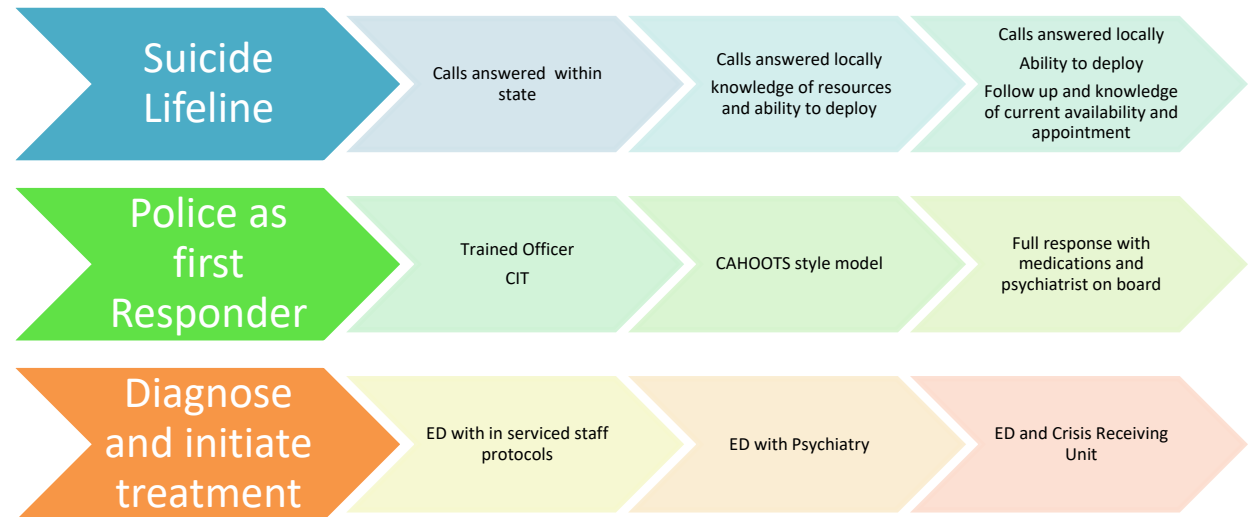 Suicide
Lifeline
Calls answered  within
state
Calls answered locally
knowledge of resources
and ability to deploy
Calls answered locally
Ability to deploy
Follow up and knowledge
of current availability and
appointment
Police as
first
Responder
Trained Officer
CIT
CAHOOTS style model
Full response with
medications and
psychiatrist on board
Diagnose
and initiate
treatment
ED with in serviced staff
protocols
ED with Psychiatry
ED and Crisis Receiving
Unit